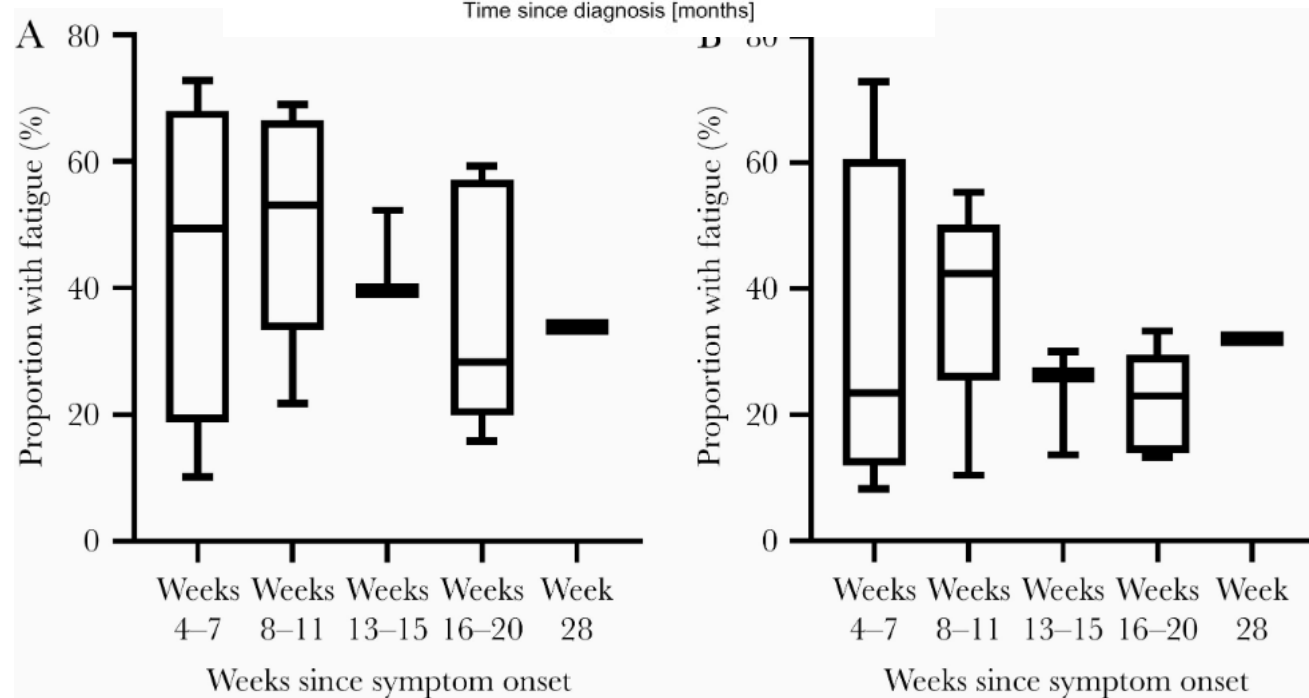 Time since diagnosis [months]
A
80
60
40
20
0
Proportion with fatigue (%)
Weeks Weeks Weeks Weeks Week
4–7 8–11 13–15 16–20 28
Weeks since symptom onset
B
80
60
40
20
0
Proportion with fatigue (%)
Weeks Weeks Weeks Weeks Week
4–7 8–11 13–15 16–20 28
Weeks since symptom onset